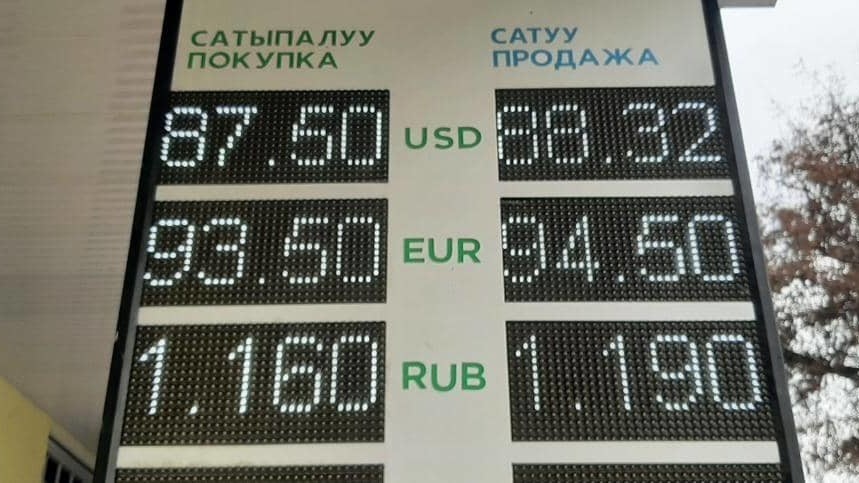 САТЫПАЛУУ САТУУ
ПОКУПКА ПРОДАЖА
87.50 USD 88.32
93.50 EUR 94.50
1.160 RUB 1.190